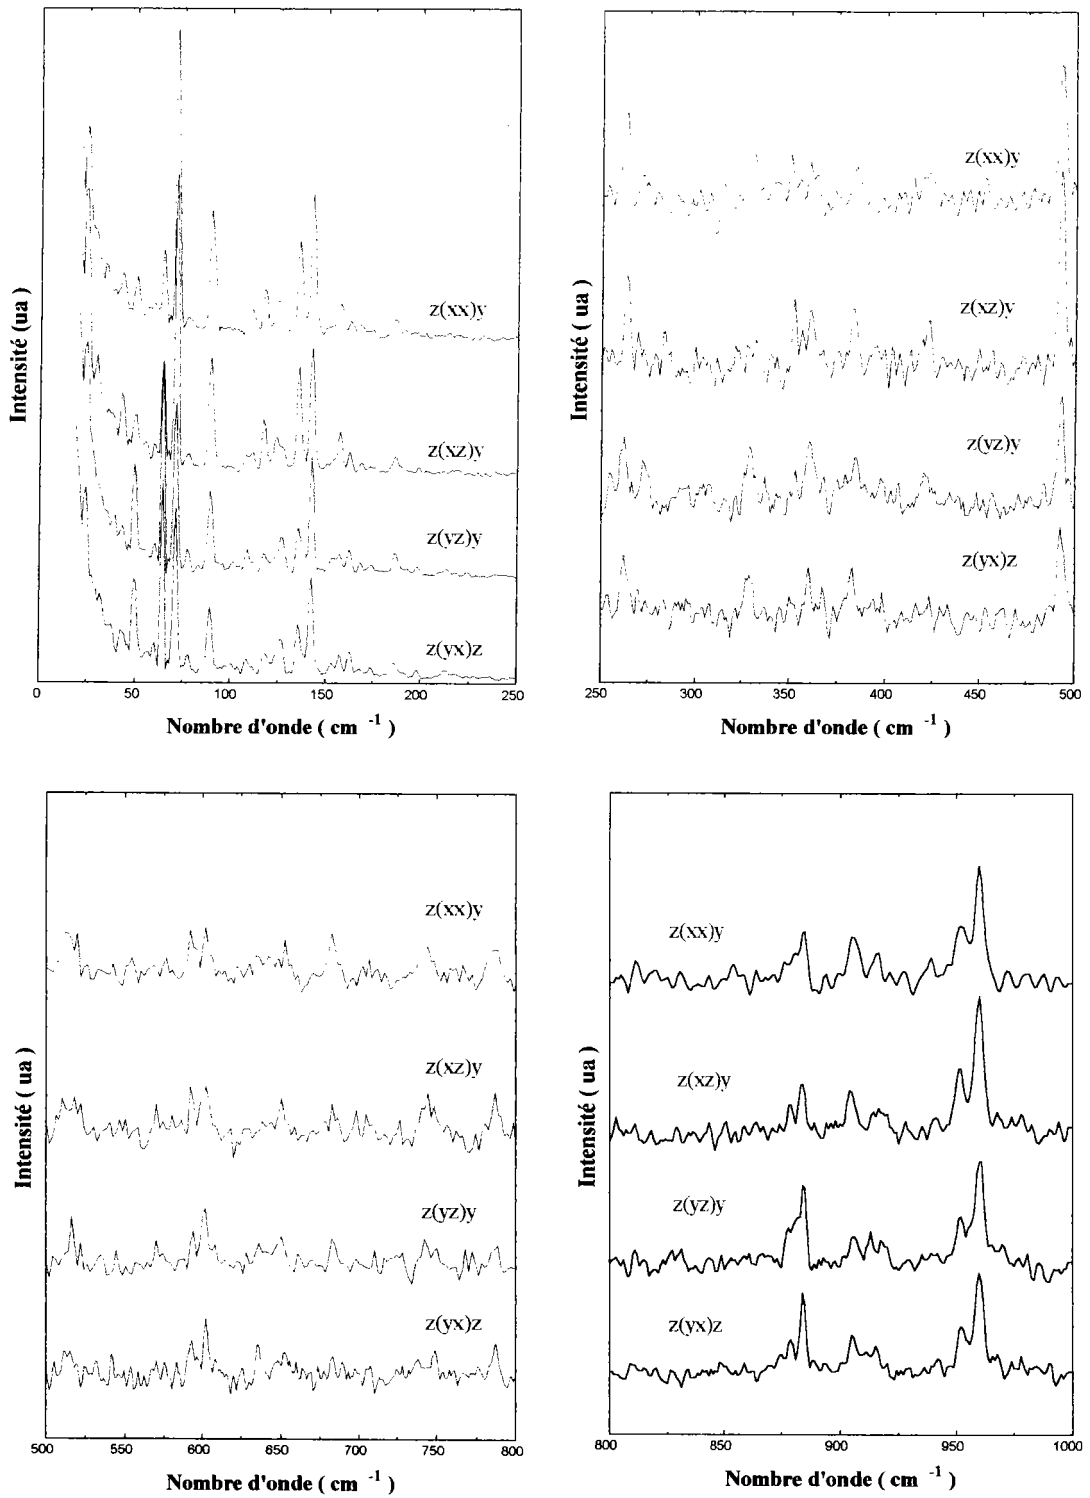 Intensité (ua)
z(xx)y
z(xz)y
z(yz)y
z(yx)z
0 50 100 150 200 250
Nombre d'onde ( cm -1 )
Intensité ( ua )
z(xx)y
z(xz)y
z(yz)y
z(yx)z
250 300 350 400 450 500
Nombre d'onde ( cm -1 )
Intensité ( ua )
z(xx)y
z(xz)y
z(yz)y
z(yx)z
500 550 600 650 700 750 800
Nombre d'onde ( cm -1 )
Intensité ( ua )
z(xx)y
z(xz)y
z(yz)y
z(yx)z
800 850 900 950 1000
Nombre d'onde ( cm -1 )